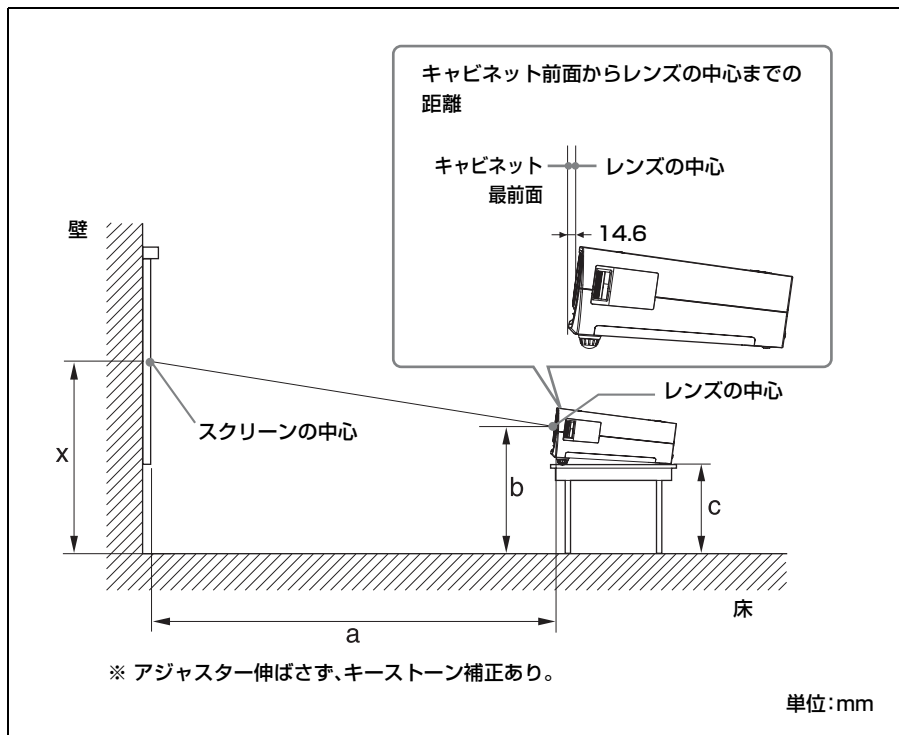 キャビネット前面からレンズの中心までの
距離
キャビネット
最前面
レンズの中心
14.6
壁
レンズの中心
スクリーンの中心
x
b
c
床
a
※ アジャスター伸ばさず、キーストーン補正あり。
単位:mm